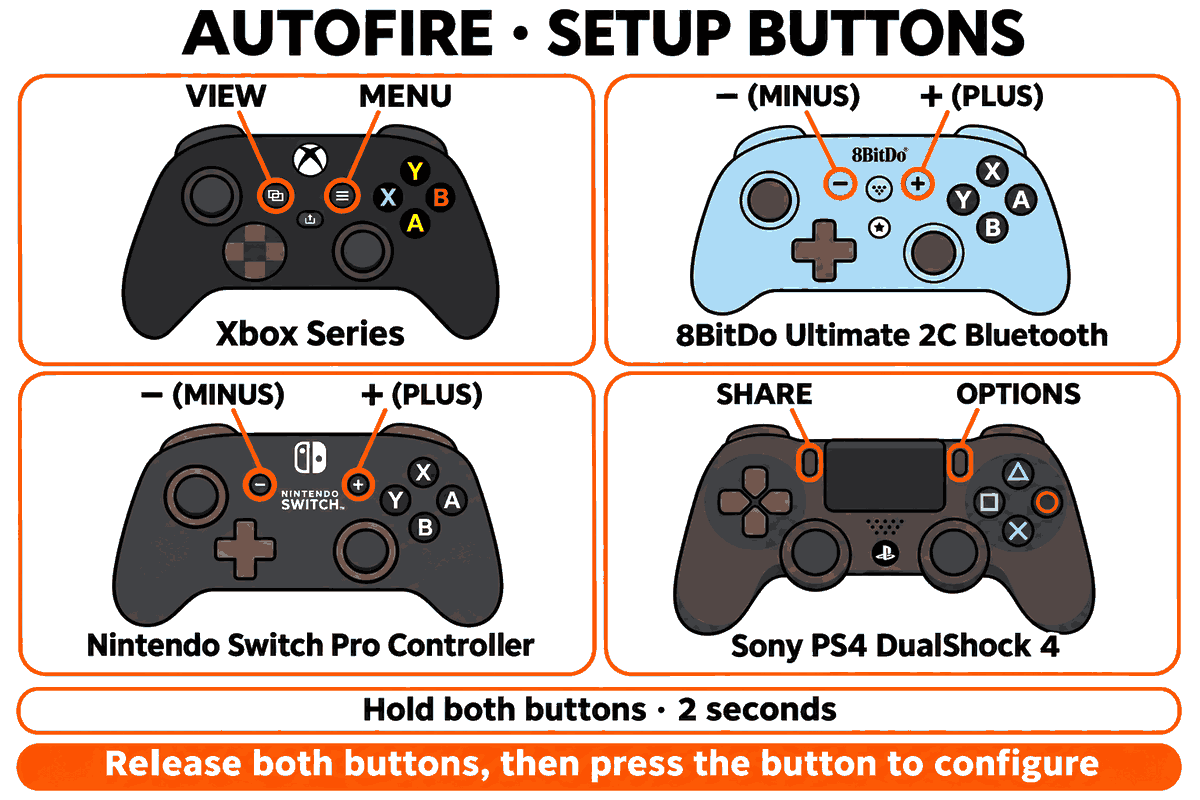 AUTOFIRE · SETUP BUTTONS
VIEW MENU
Y
X B
A
Xbox Series
− (MINUS) + (PLUS)
8BitDo
− +
X
Y A
B
8BitDo Ultimate 2C Bluetooth
− (MINUS) + (PLUS)
X
− +
NINTENDO
SWITCH™
Y A
B
Nintendo Switch Pro Controller
SHARE OPTIONS
Sony PS4 DualShock 4
Hold both buttons · 2 seconds
Release both buttons, then press the button to configure